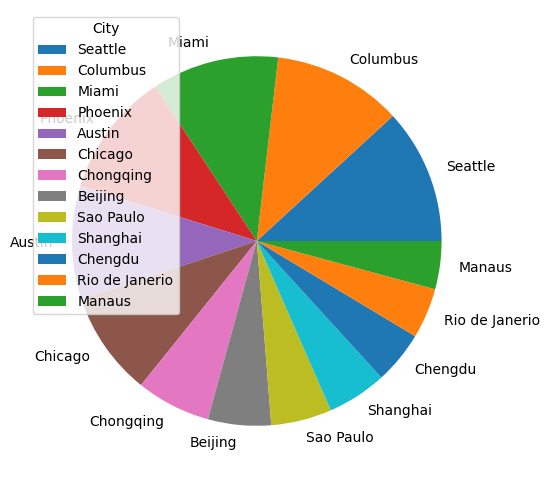 City
Seattle
Columbus
Miami
Phoenix
Austin
Chicago
Chongqing
Beijing
Sao Paulo
Shanghai
Chengdu
Rio de Janerio
Manaus
Miami
Columbus
Phoenix
Seattle
Austin
Manaus
Rio de Janerio
Chicago
Chengdu
Shanghai
Chongqing
Sao Paulo
Beijing